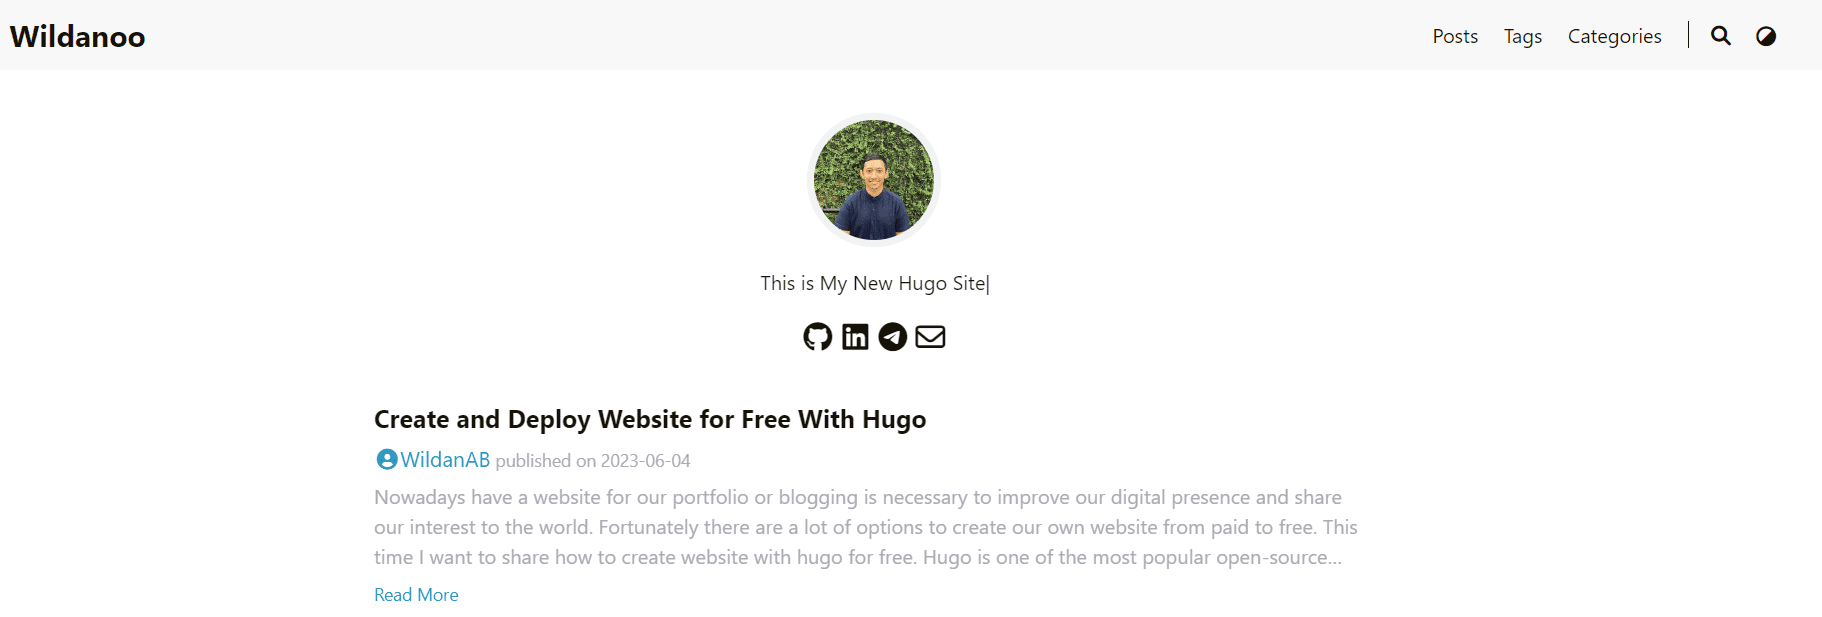 Wildanoo
Posts Tags Categories
This is My New Hugo Site|
Create and Deploy Website for Free With Hugo
WildanAB published on 2023-06-04
Nowadays have a website for our portfolio or blogging is necessary to improve our digital presence and share
our interest to the world. Fortunately there are a lot of options to create our own website from paid to free. This
time I want to share how to create website with hugo for free. Hugo is one of the most popular open-source...
Read More